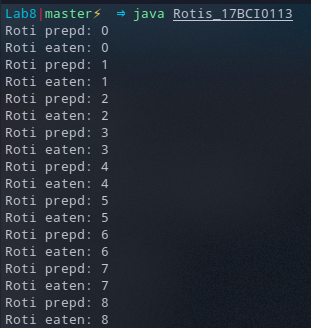 Lab8|master⚡ ⇒ java Rotis_17BCI0113
Roti prepd: 0
Roti eaten: 0
Roti prepd: 1
Roti eaten: 1
Roti prepd: 2
Roti eaten: 2
Roti prepd: 3
Roti eaten: 3
Roti prepd: 4
Roti eaten: 4
Roti prepd: 5
Roti eaten: 5
Roti prepd: 6
Roti eaten: 6
Roti prepd: 7
Roti eaten: 7
Roti prepd: 8
Roti eaten: 8